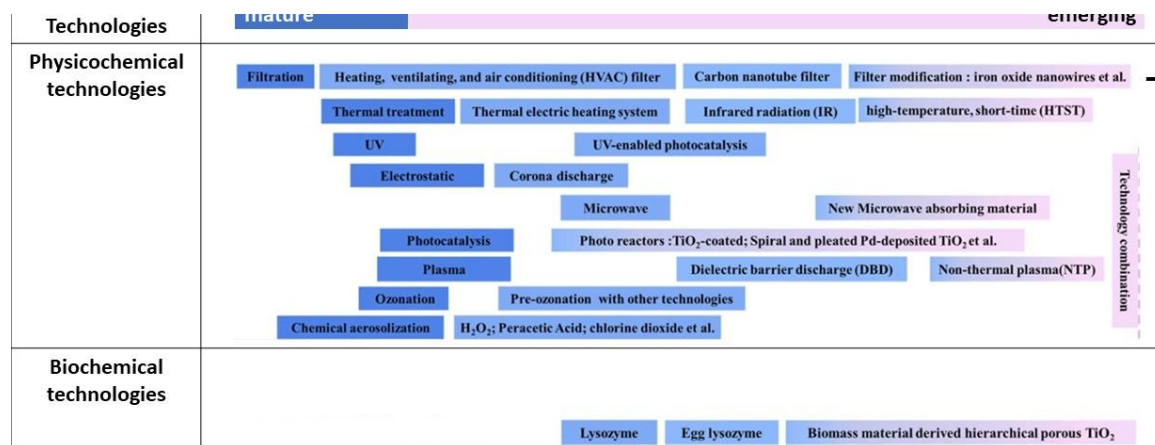 Technologies mature emerging
Physicochemical
technologies
Filtration Heating, ventilating, and air conditioning (HVAC) filter Carbon nanotube filter Filter modification : iron oxide nanowires et al.
Thermal treatment Thermal electric heating system Infrared radiation (IR) high-temperature, short-time (HTST)
UV UV-enabled photocatalysis
Electrostatic Corona discharge
Microwave New Microwave absorbing material
Photocatalysis Photo reactors :TiO₂-coated; Spiral and pleated Pd-deposited TiO₂ et al.
Plasma Dielectric barrier discharge (DBD) Non-thermal plasma(NTP)
Ozonation Pre-ozonation with other technologies
Chemical aerosolization H₂O₂; Peracetic Acid; chlorine dioxide et al.
Technology combination
Biochemical
technologies
Lysozyme Egg lysozyme Biomass material derived hierarchical porous TiO₂